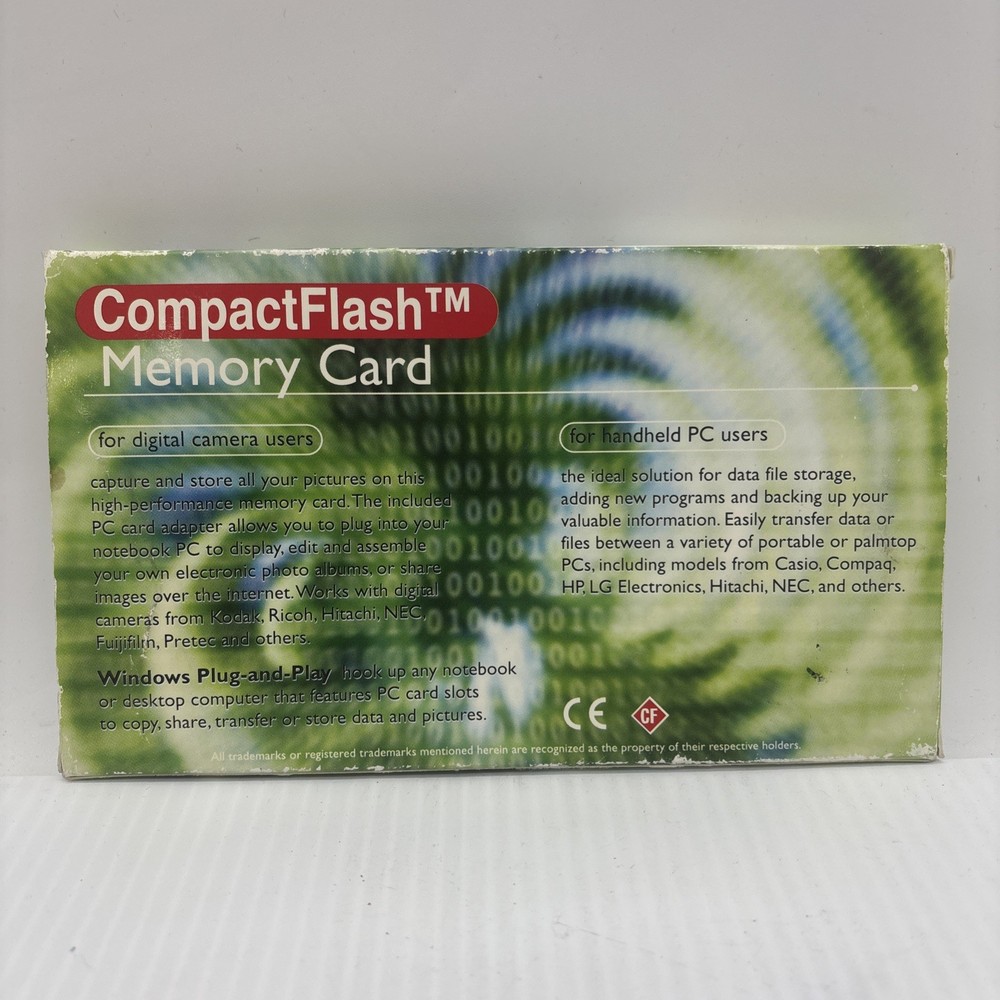 CompactFlash™
Memory Card
for digital camera users
capture and store all your pictures on this
high-performance memory card. The included
PC card adapter allows you to plug into your
notebook PC to display, edit and assemble
your own electronic photo albums, or share
images over the internet. Works with digital
cameras from Kodak, Ricoh, Hitachi, NEC,
Fuijifilm, Pretec and others.
Windows Plug-and-Play hook up any notebook
or desktop computer that features PC card slots
to copy, share, transfer or store data and pictures.
for handheld PC users
the ideal solution for data file storage,
adding new programs and backing up your
valuable information. Easily transfer data or
files between a variety of portable or palmtop
PCs, including models from Casio, Compaq,
HP, LG Electronics, Hitachi, NEC, and others.
CE CF
All trademarks or registered trademarks mentioned herein are recognized as the property of their respective holders.